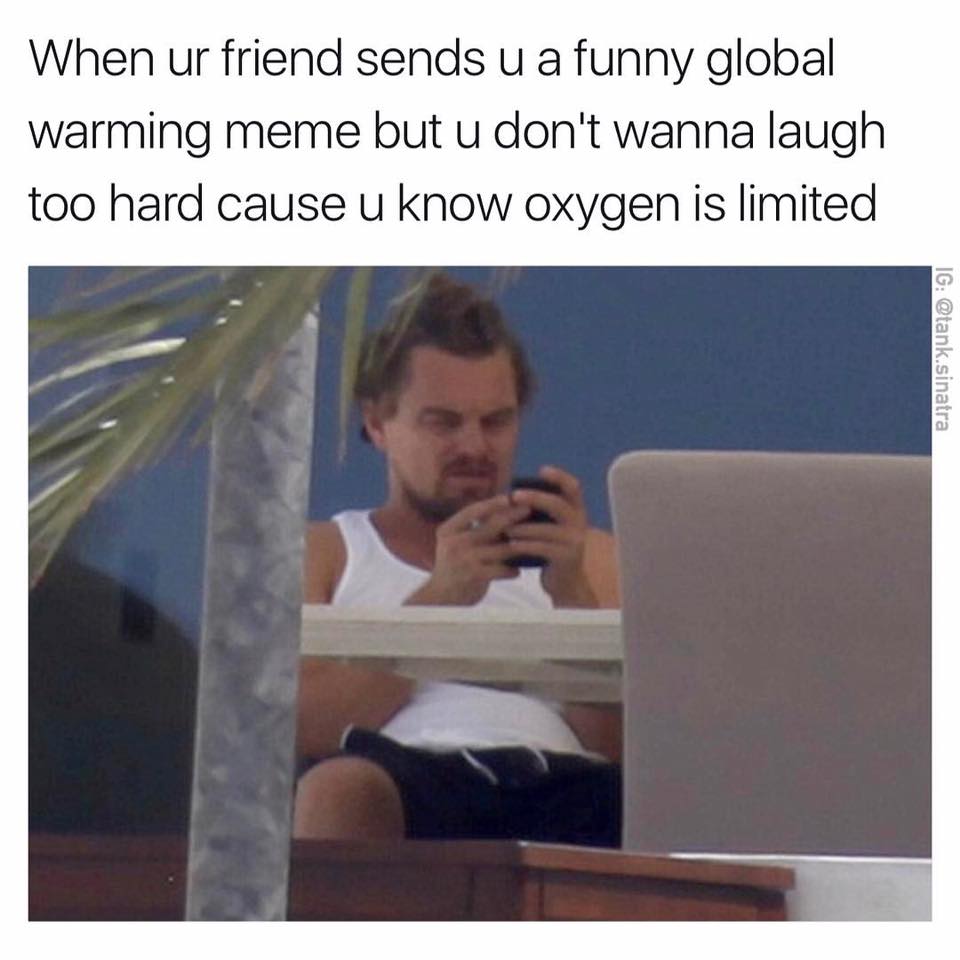 When ur friend sends u a funny global
warming meme but u don't wanna laugh
too hard cause u know oxygen is limited
IG: @tank.sinatra